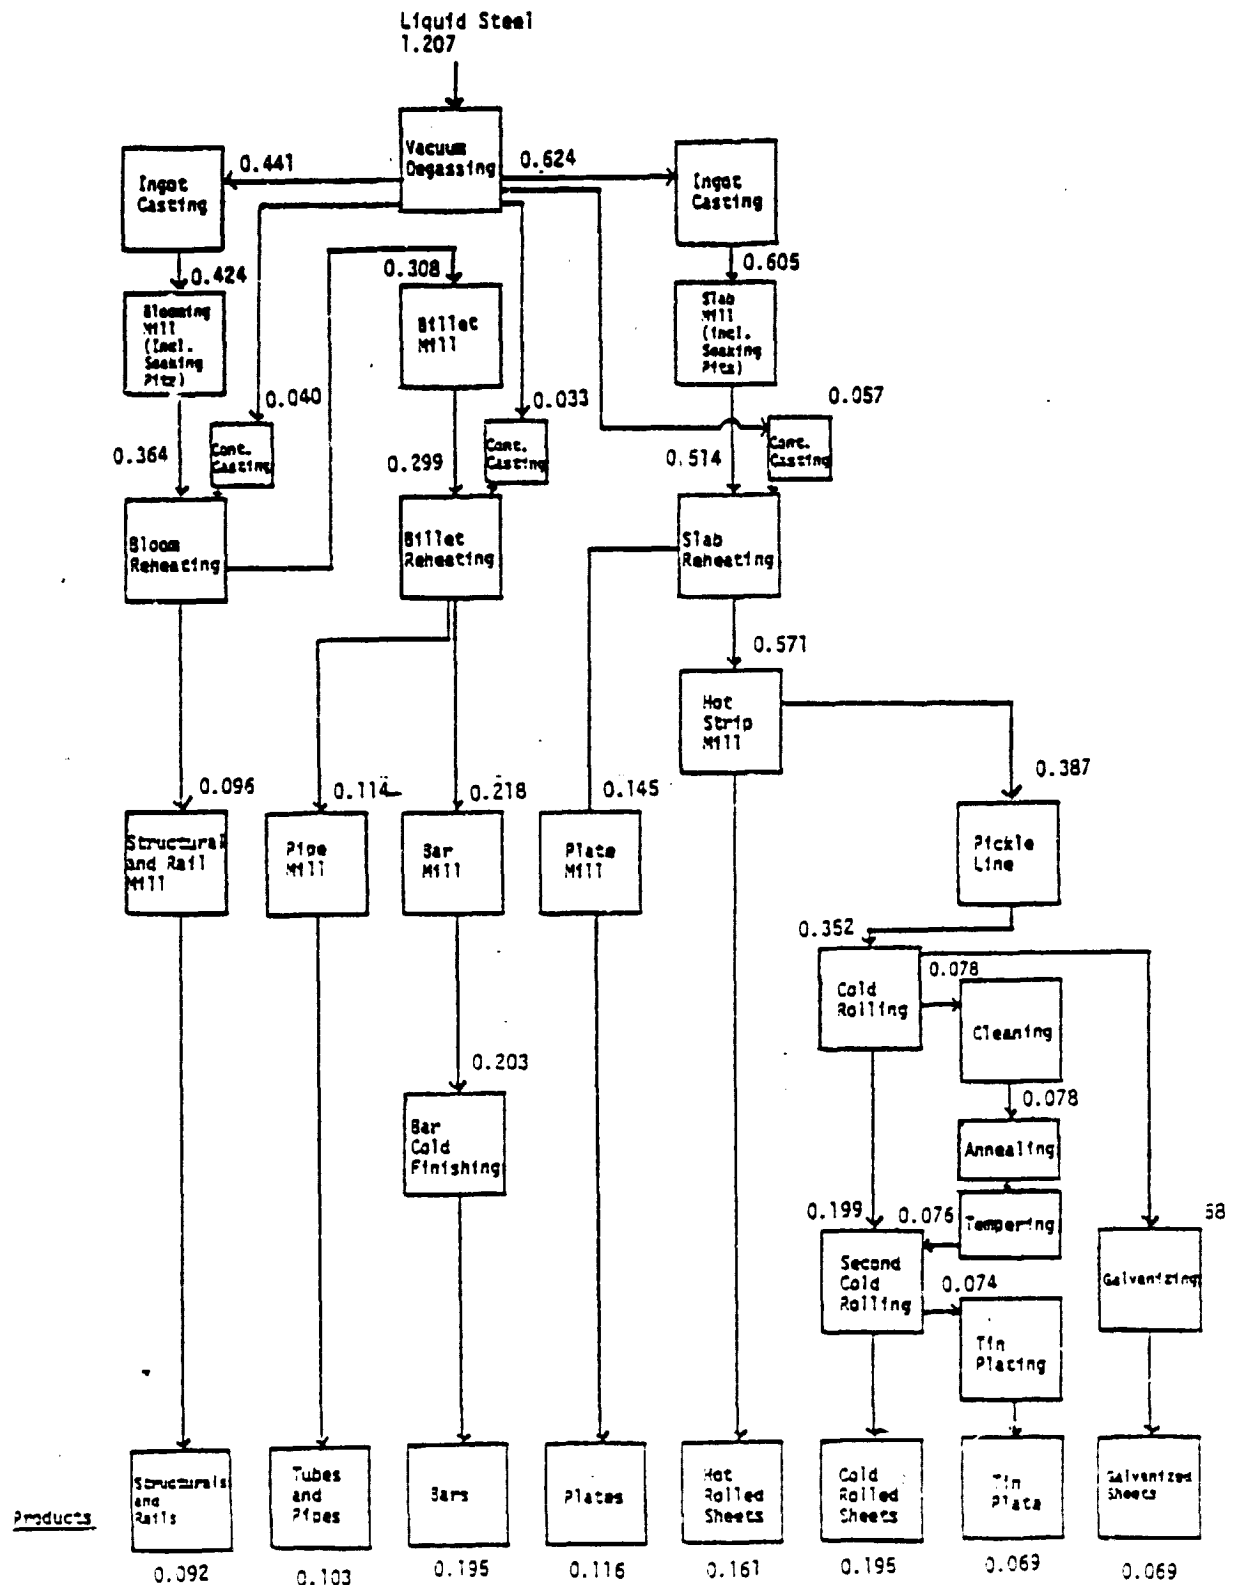 Liquid Steel
1.207
Vacuum
Degassing
0.441
0.624
Ingot
Casting
Ingot
Casting
0.424
0.308
0.605
Blooming
Mill
(Incl.
Soaking
Pits)
Billet
Mill
Slab
Mill
(incl.
Soaking
Pits)
0.040
0.033
0.057
Cont.
Casting
Cont.
Casting
Cont.
Casting
0.364
0.299
0.514
Bloom
Reheating
Billet
Reheating
Slab
Reheating
0.571
Hot
Strip
Mill
0.387
0.096
0.114
0.218
0.145
Structural
and Rail
Mill
Pipe
Mill
Bar
Mill
Plate
Mill
Pickle
Line
0.352
0.078
Cold
Rolling
Cleaning
0.203
0.078
Bar
Cold
Finishing
Annealing
0.199
0.076
Tempering
68
Second
Cold
Rolling
0.074
Galvanizing
Tin
Plating
Products
Structurals
and
Rails
Tubes
and
Pipes
Bars
Plates
Hot
Rolled
Sheets
Cold
Rolled
Sheets
Tin
Plate
Galvanized
Sheets
0.092
0.103
0.195
0.116
0.161
0.195
0.069
0.069